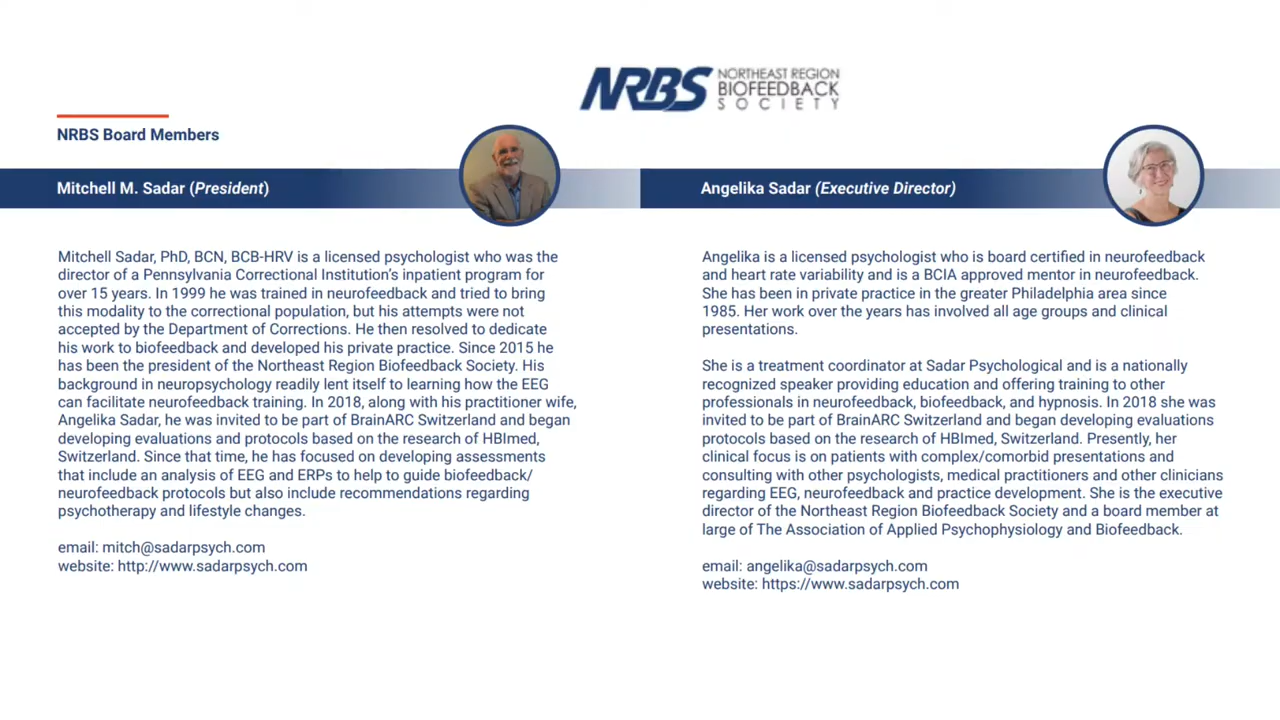 NRBS NORTHEAST REGION
BIOFEEDBACK
SOCIETY
NRBS Board Members
Mitchell M. Sadar (President)
Mitchell Sadar, PhD, BCN, BCB-HRV is a licensed psychologist who was the
director of a Pennsylvania Correctional Institution's inpatient program for
over 15 years. In 1999 he was trained in neurofeedback and tried to bring
this modality to the correctional population, but his attempts were not
accepted by the Department of Corrections. He then resolved to dedicate
his work to biofeedback and developed his private practice. Since 2015 he
has been the president of the Northeast Region Biofeedback Society. His
background in neuropsychology readily lent itself to learning how the EEG
can facilitate neurofeedback training. In 2018, along with his practitioner wife,
Angelika Sadar, he was invited to be part of BrainARC Switzerland and began
developing evaluations and protocols based on the research of HBImed,
Switzerland. Since that time, he has focused on developing assessments
that include an analysis of EEG and ERPs to help to guide biofeedback/
neurofeedback protocols but also include recommendations regarding
psychotherapy and lifestyle changes.
email: mitch@sadarpsych.com
website: http://www.sadarpsych.com
Angelika Sadar (Executive Director)
Angelika is a licensed psychologist who is board certified in neurofeedback
and heart rate variability and is a BCIA approved mentor in neurofeedback.
She has been in private practice in the greater Philadelphia area since
1985. Her work over the years has involved all age groups and clinical
presentations.
She is a treatment coordinator at Sadar Psychological and is a nationally
recognized speaker providing education and offering training to other
professionals in neurofeedback, biofeedback, and hypnosis. In 2018 she was
invited to be part of BrainARC Switzerland and began developing evaluations
protocols based on the research of HBImed, Switzerland. Presently, her
clinical focus is on patients with complex/comorbid presentations and
consulting with other psychologists, medical practitioners and other clinicians
regarding EEG, neurofeedback and practice development. She is the executive
director of the Northeast Region Biofeedback Society and a board member at
large of The Association of Applied Psychophysiology and Biofeedback.
email: angelika@sadarpsych.com
website: https://www.sadarpsych.com